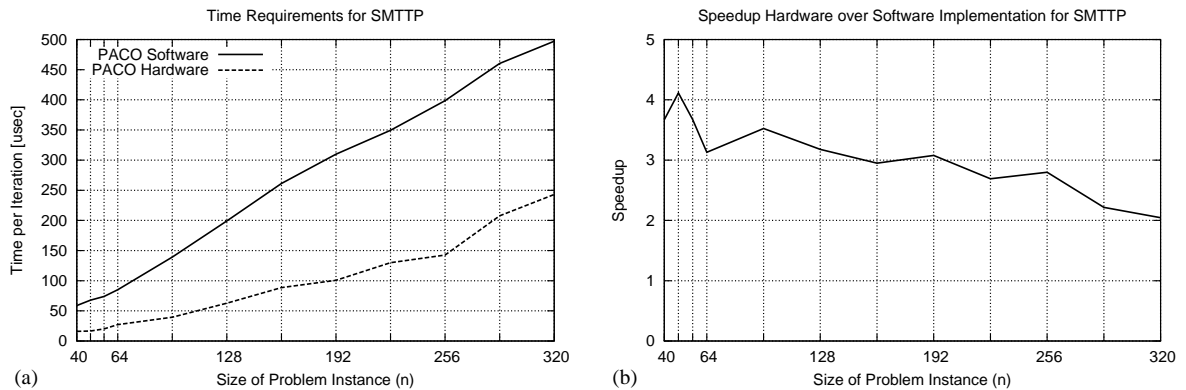 Time Requirements for SMTTP
500
450
400
350
300
250
200
150
100
50
0
Time per Iteration [usec]
PACO Software
PACO Hardware
40 64 128 192 256 320
Size of Problem Instance (n)
(a)
Speedup Hardware over Software Implementation for SMTTP
5
4
3
2
1
0
Speedup
40 64 128 192 256 320
Size of Problem Instance (n)
(b)